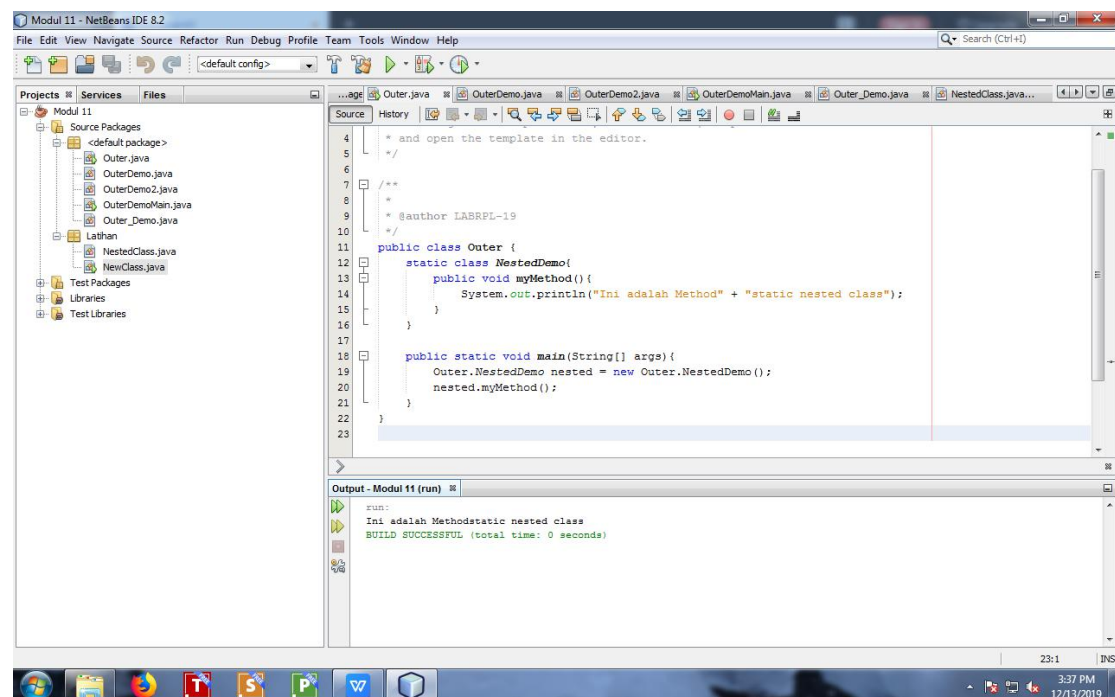 Modul 11 - NetBeans IDE 8.2
File Edit View Navigate Source Refactor Run Debug Profile Team Tools Window Help
Search (Ctrl+I)
<default config>
Projects Services Files
Modul 11
Source Packages
<default package>
Outer.java
OuterDemo.java
OuterDemo2.java
OuterDemoMain.java
Outer_Demo.java
Latihan
NestedClass.java
NewClass.java
Test Packages
Libraries
Test Libraries
...age Outer.java OuterDemo.java OuterDemo2.java OuterDemoMain.java Outer_Demo.java NestedClass.java...
Source History
4 * and open the template in the editor.
5 */
6
7 /**
8 *
9 * @author LABRPL-19
10 */
11 public class Outer {
12 static class NestedDemo{
13 public void myMethod(){
14 System.out.println("Ini adalah Method" + "static nested class");
15 }
16 }
17
18 public static void main(String[] args){
19 Outer.NestedDemo nested = new Outer.NestedDemo();
20 nested.myMethod();
21 }
22 }
23
Output - Modul 11 (run)
run:
Ini adalah Methodstatic nested class
BUILD SUCCESSFUL (total time: 0 seconds)
23:1 INS
T S P W
3:37 PM
12/13/2019